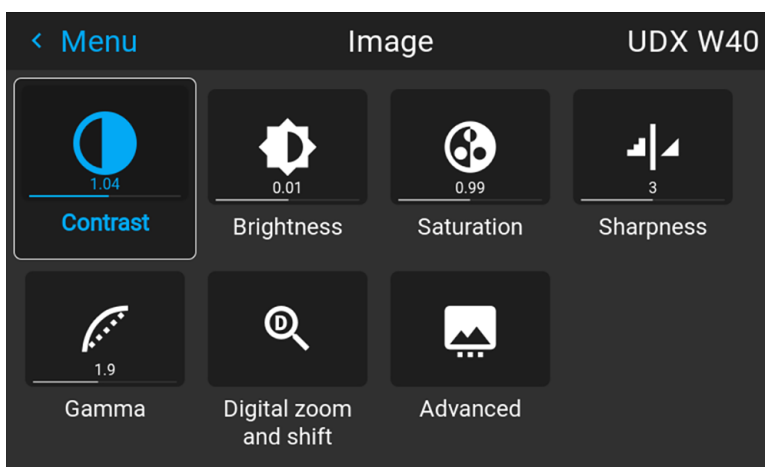 < Menu Image UDX W40
1.04 0.01 0.99 3
Contrast Brightness Saturation Sharpness
D
1.9
Gamma Digital zoom and shift Advanced